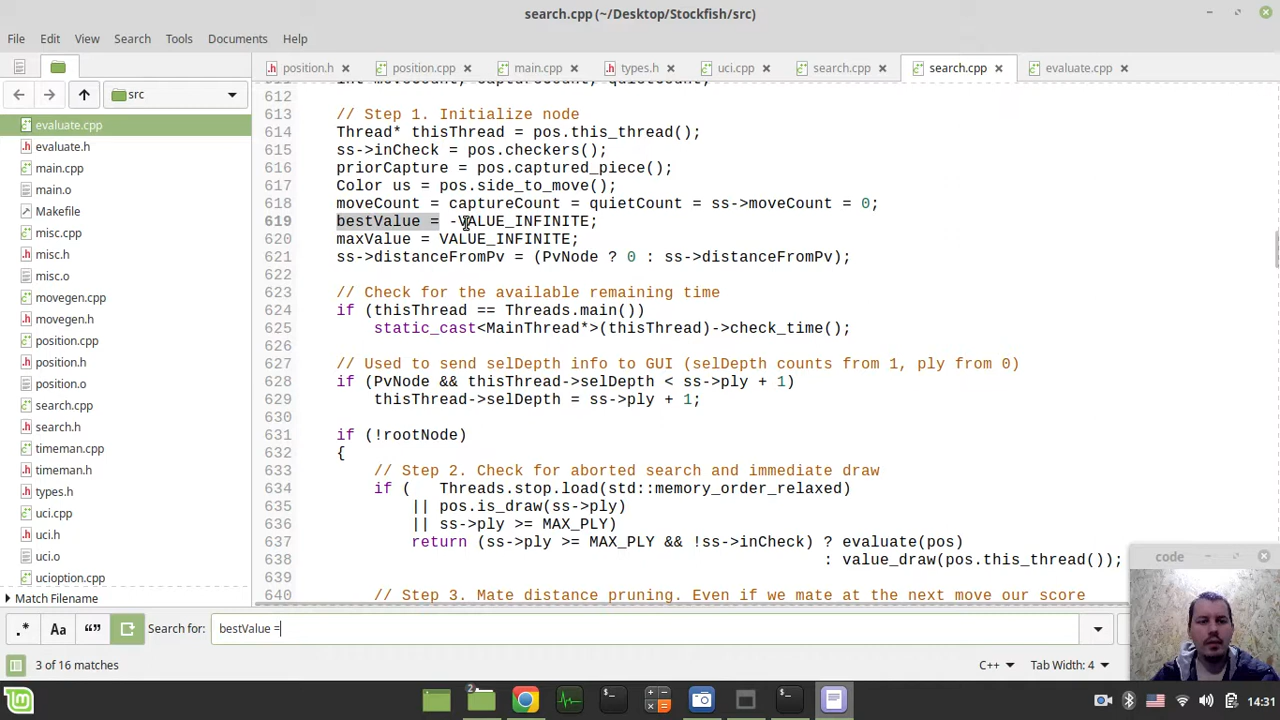 search.cpp (~/Desktop/Stockfish/src)
File Edit View Search Tools Documents Help
position.h position.cpp main.cpp types.h uci.cpp search.cpp search.cpp evaluate.cpp
src
evaluate.cpp
evaluate.h
main.cpp
main.o
Makefile
misc.cpp
misc.h
misc.o
movegen.cpp
movegen.h
position.cpp
position.h
position.o
search.cpp
search.h
timeman.cpp
timeman.h
types.h
uci.cpp
uci.h
uci.o
ucioption.cpp
Match Filename
611 int moveCount, captureCount, quietCount;
612
613 // Step 1. Initialize node
614 Thread* thisThread = pos.this_thread();
615 ss->inCheck = pos.checkers();
616 priorCapture = pos.captured_piece();
617 Color us = pos.side_to_move();
618 moveCount = captureCount = quietCount = ss->moveCount = 0;
619 bestValue = -VALUE_INFINITE;
620 maxValue = VALUE_INFINITE;
621 ss->distanceFromPv = (PvNode ? 0 : ss->distanceFromPv);
622
623 // Check for the available remaining time
624 if (thisThread == Threads.main())
625 static_cast<MainThread*>(thisThread)->check_time();
626
627 // Used to send selDepth info to GUI (selDepth counts from 1, ply from 0)
628 if (PvNode && thisThread->selDepth < ss->ply + 1)
629 thisThread->selDepth = ss->ply + 1;
630
631 if (!rootNode)
632 {
633 // Step 2. Check for aborted search and immediate draw
634 if ( Threads.stop.load(std::memory_order_relaxed)
635 || pos.is_draw(ss->ply)
636 || ss->ply >= MAX_PLY)
637 return (ss->ply >= MAX_PLY && !ss->inCheck) ? evaluate(pos)
638 : value_draw(pos.this_thread());
639
640 // Step 3. Mate distance pruning. Even if we mate at the next move our score
code
.* Aa “” Search for: bestValue =
3 of 16 matches
C++ Tab Width: 4
2
14:31